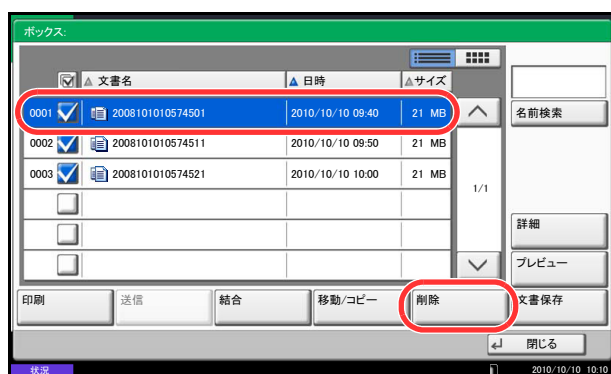 ボックス:
▲ 文書名 ▲ 日時 ▲サイズ
0001 2008101010574501 2010/10/10 09:40 21 MB
名前検索
0002 2008101010574511 2010/10/10 09:50 21 MB
0003 2008101010574521 2010/10/10 10:00 21 MB
1/1
詳細
プレビュー
印刷 送信 結合 移動/コピー 削除 文書保存
閉じる
状況 2010/10/10 10:10